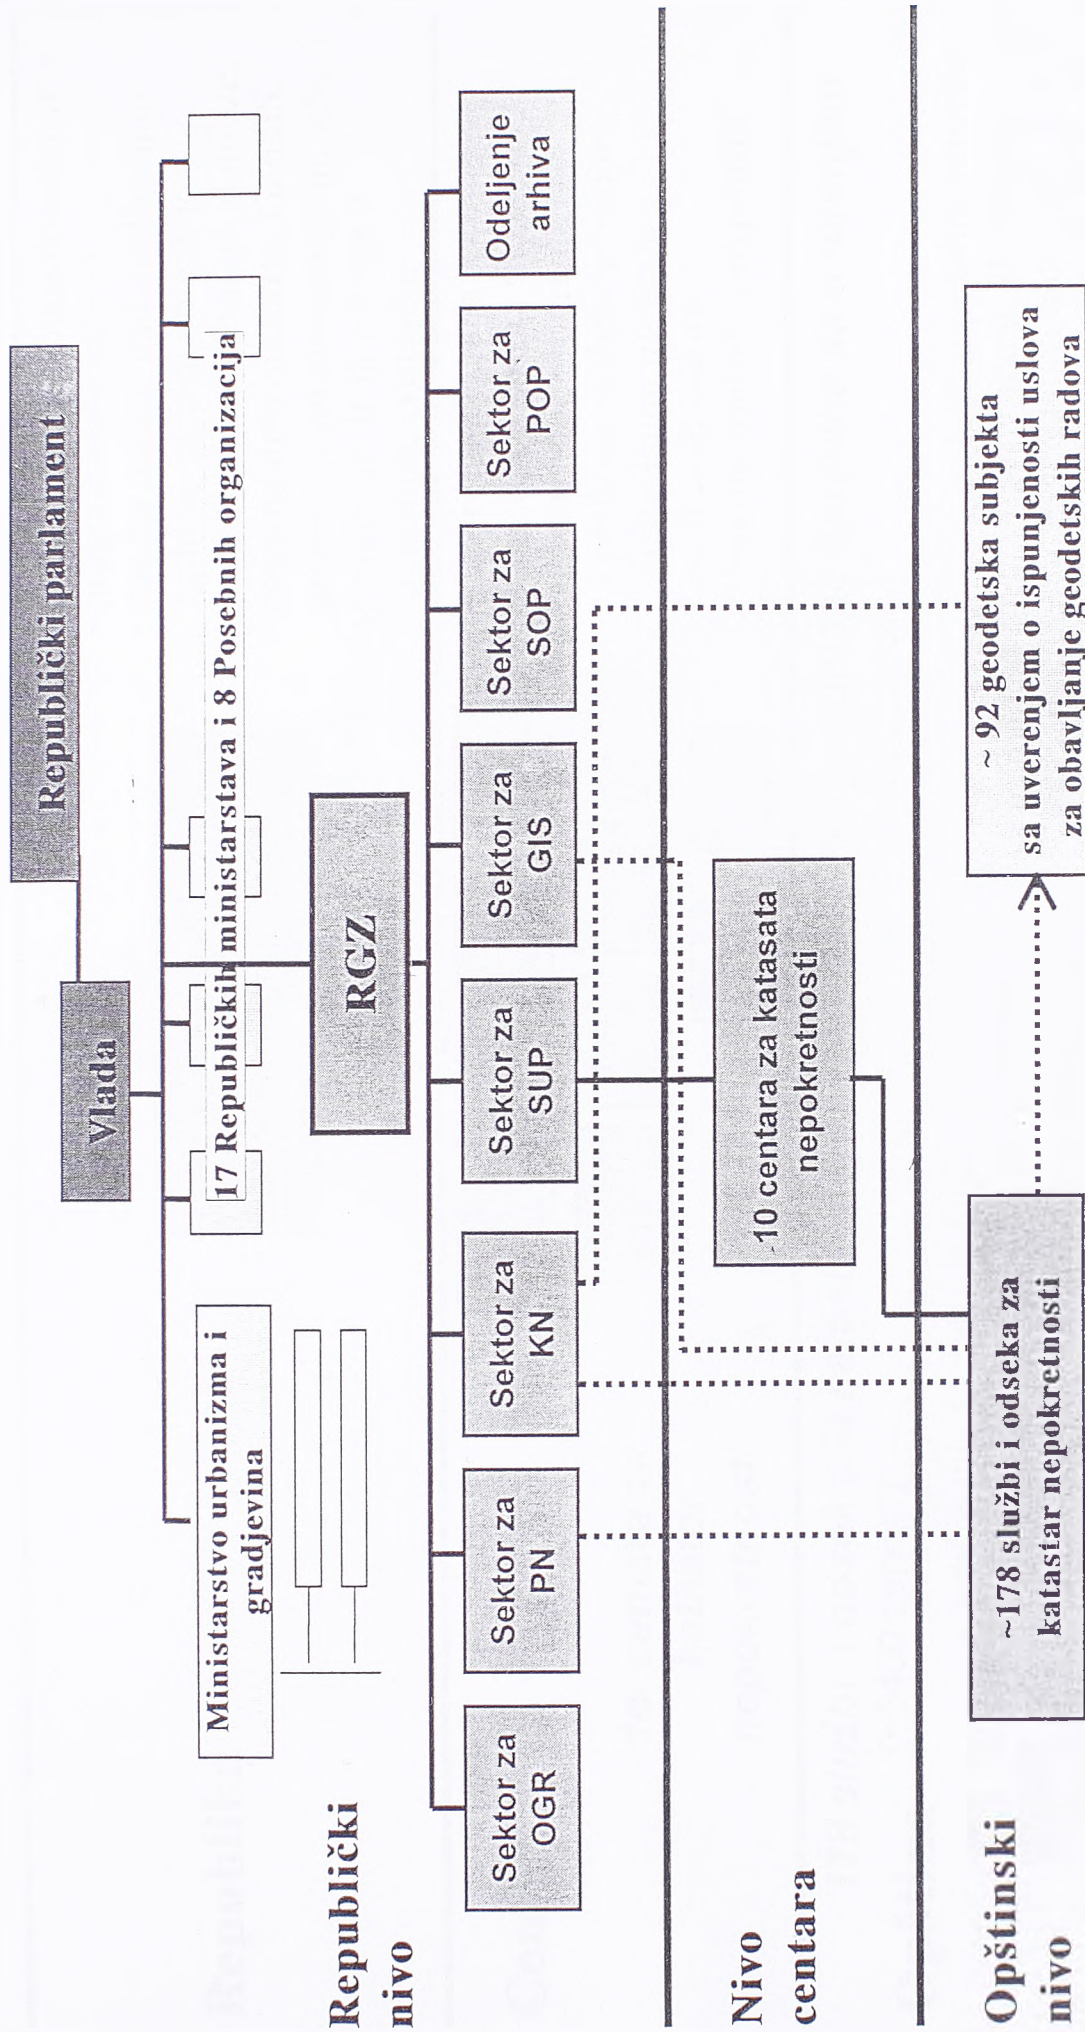 Republički parlament
Vlada
Ministarstvo urbanizma i
gradjevina
17 Republičkih ministarstava i 8 Posebnih organizacija
Republički
nivo
RGZ
Sektor za
OGR
Sektor za
PN
Sektor za
KN
Sektor za
SUP
Sektor za
GIS
Sektor za
SOP
Sektor za
POP
Odeljenje
arhiva
Nivo
centara
10 centara za katasata
nepokretnosti
Opštinski
nivo
~178 službi i odseka za
katastar nepokretnosti
~ 92 geodetska subjekta
sa uverenjem o ispunjenosti uslova
za obavljanje geodetskih radova